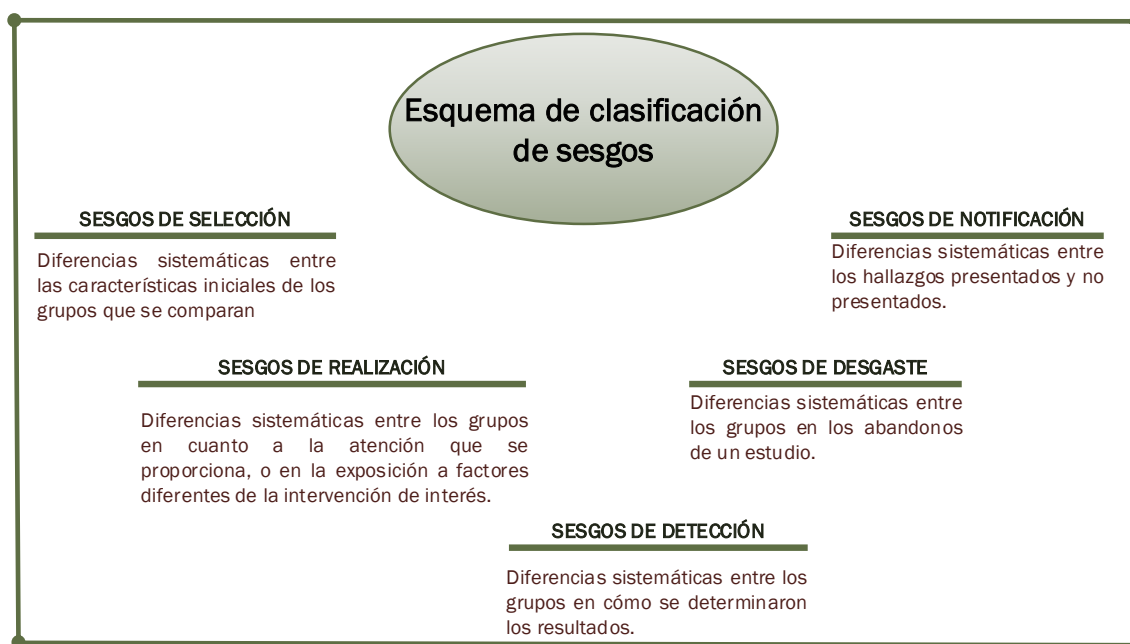 Esquema de clasificación
de sesgos
SESGOS DE SELECCIÓN
Diferencias sistemáticas entre
las características iniciales de los
grupos que se comparan
SESGOS DE NOTIFICACIÓN
Diferencias sistemáticas entre
los hallazgos presentados y no
presentados.
SESGOS DE REALIZACIÓN
Diferencias sistemáticas entre los grupos
en cuanto a la atención que se
proporciona, o en la exposición a factores
diferentes de la intervención de interés.
SESGOS DE DESGASTE
Diferencias sistemáticas entre
los grupos en los abandonos
de un estudio.
SESGOS DE DETECCIÓN
Diferencias sistemáticas entre los
grupos en cómo se determinaron
los resultados.